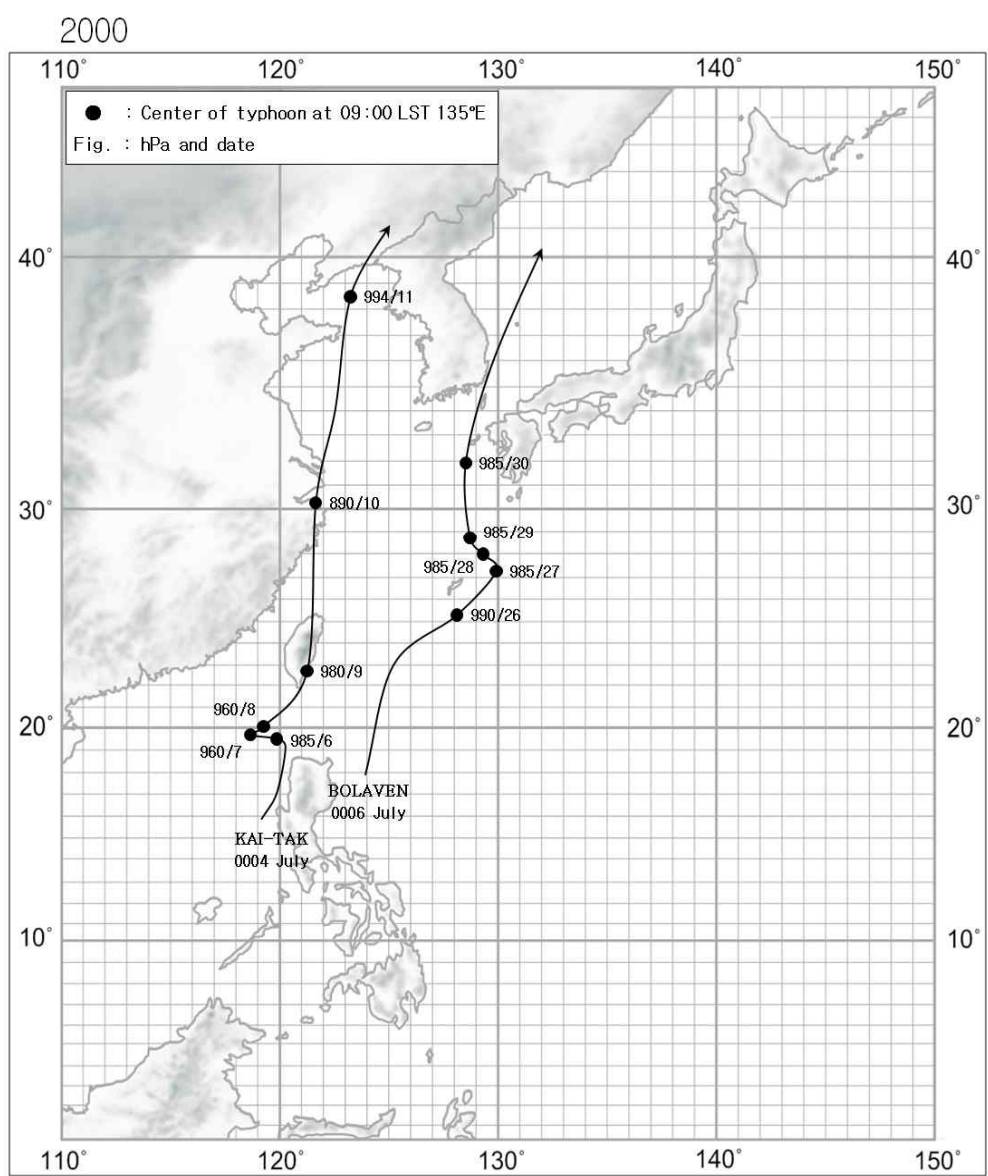 2000
110° 120° 130° 140° 150°
● : Center of typhoon at 09:00 LST 135°E
Fig. : hPa and date
40° 40°
994/11
985/30
890/10
30° 30°
985/29
985/28 985/27
990/26
980/9
960/8
20° 20°
960/7 985/6
BOLAVEN
0006 July
KAI-TAK
0004 July
10° 10°
110° 120° 130° 140° 150°